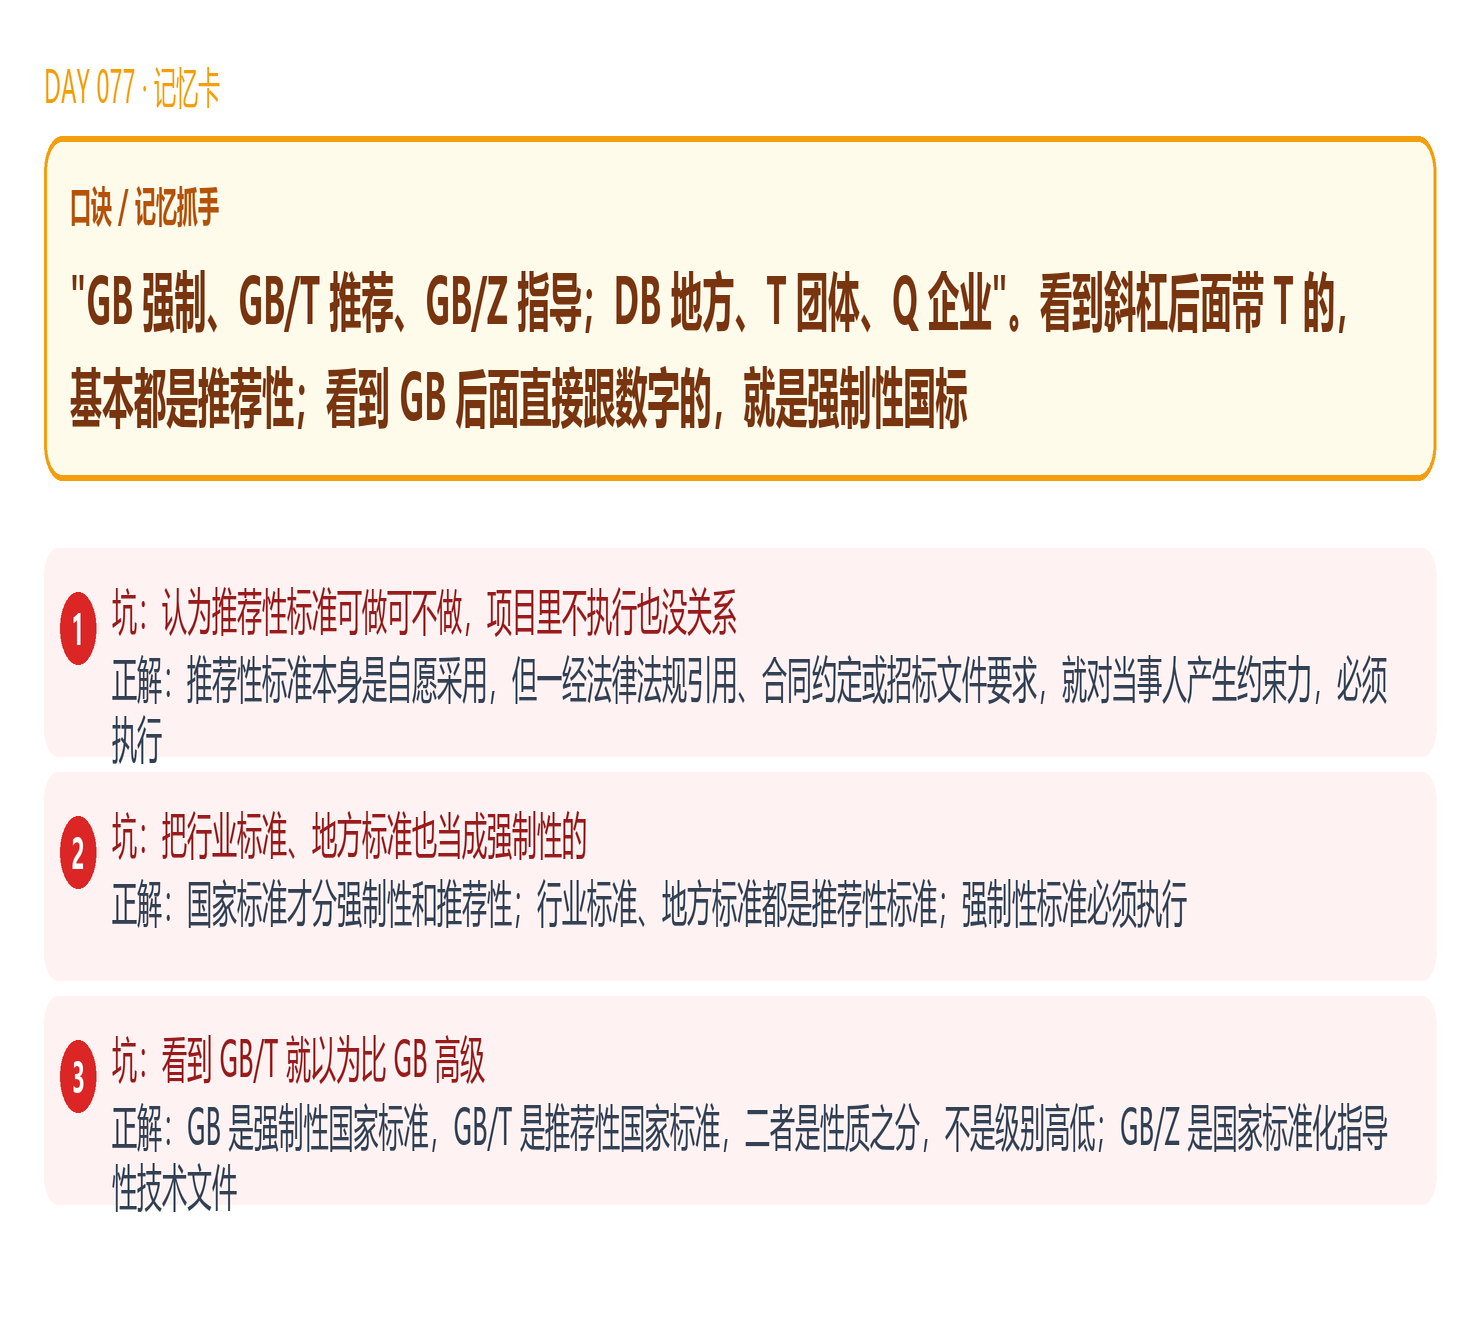 DAY 077 · 记忆卡
口诀 / 记忆抓手
"GB 强制、GB/T 推荐、GB/Z 指导；DB 地方、T 团体、Q 企业"。看到斜杠后面带 T 的，
基本都是推荐性；看到 GB 后面直接跟数字的，就是强制性国标
1
坑：认为推荐性标准可做可不做，项目里不执行也没关系
正解：推荐性标准本身是自愿采用，但一经法律法规引用、合同约定或招标文件要求，就对当事人产生约束力，必须
执行
2
坑：把行业标准、地方标准也当成强制性的
正解：国家标准才分强制性和推荐性；行业标准、地方标准都是推荐性标准；强制性标准必须执行
3
坑：看到 GB/T 就以为比 GB 高级
正解：GB 是强制性国家标准，GB/T 是推荐性国家标准，二者是性质之分，不是级别高低；GB/Z 是国家标准化指导
性技术文件